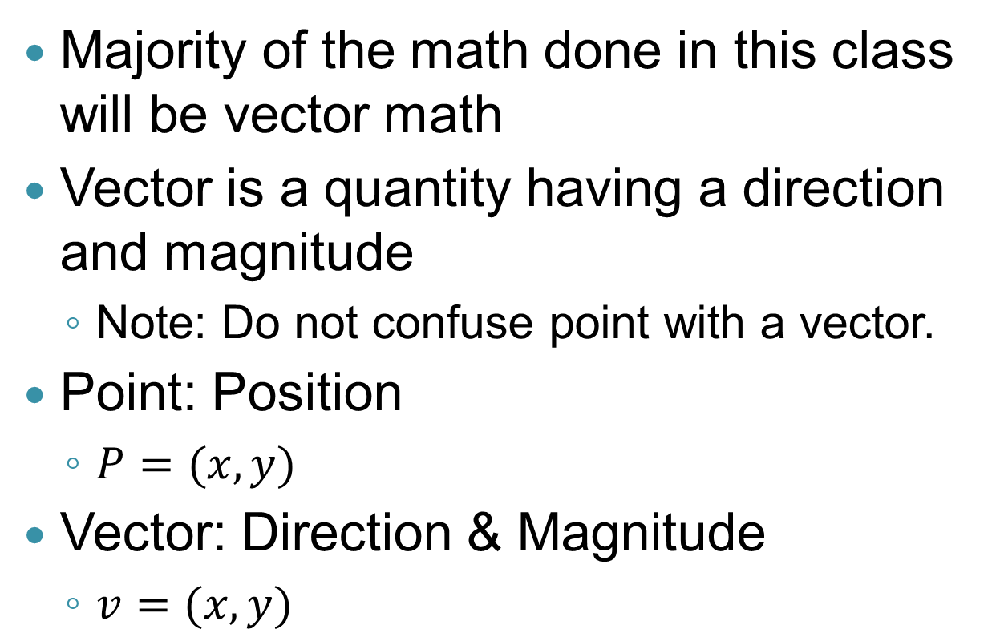 • Majority of the math done in this class
will be vector math
• Vector is a quantity having a direction
and magnitude
◦ Note: Do not confuse point with a vector.
• Point: Position
◦ 𝑃 = (𝑥, 𝑦)
• Vector: Direction & Magnitude
◦ 𝑣 = (𝑥, 𝑦)